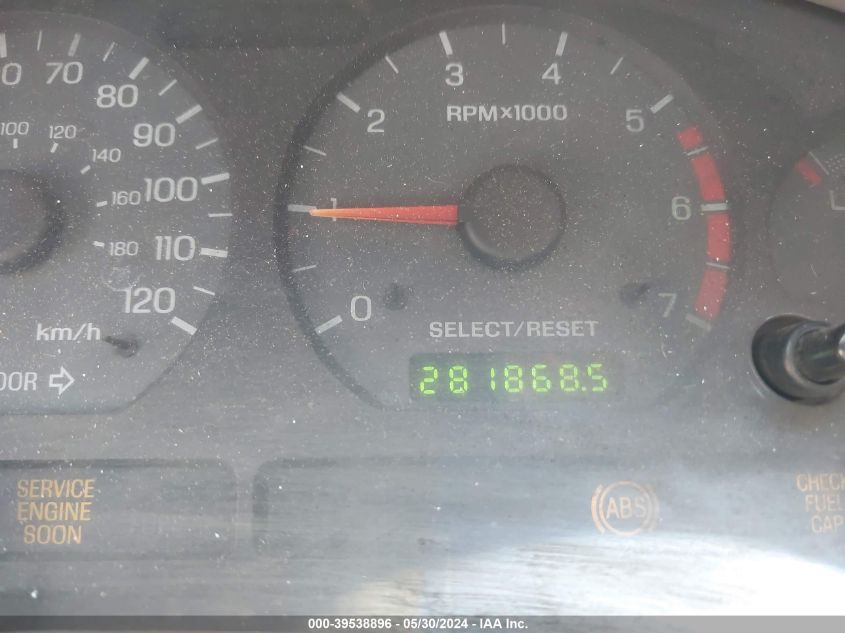 70
80
90
100
110
120
100
120
140
160
180
km/h
OOR
0
1
2
3
4
5
6
7
RPM×1000
SELECT/RESET
281868.5
SERVICE
ENGINE
SOON
ABS
CHECK
FUEL
CAP
000-39538896 - 05/30/2024 - IAA Inc.